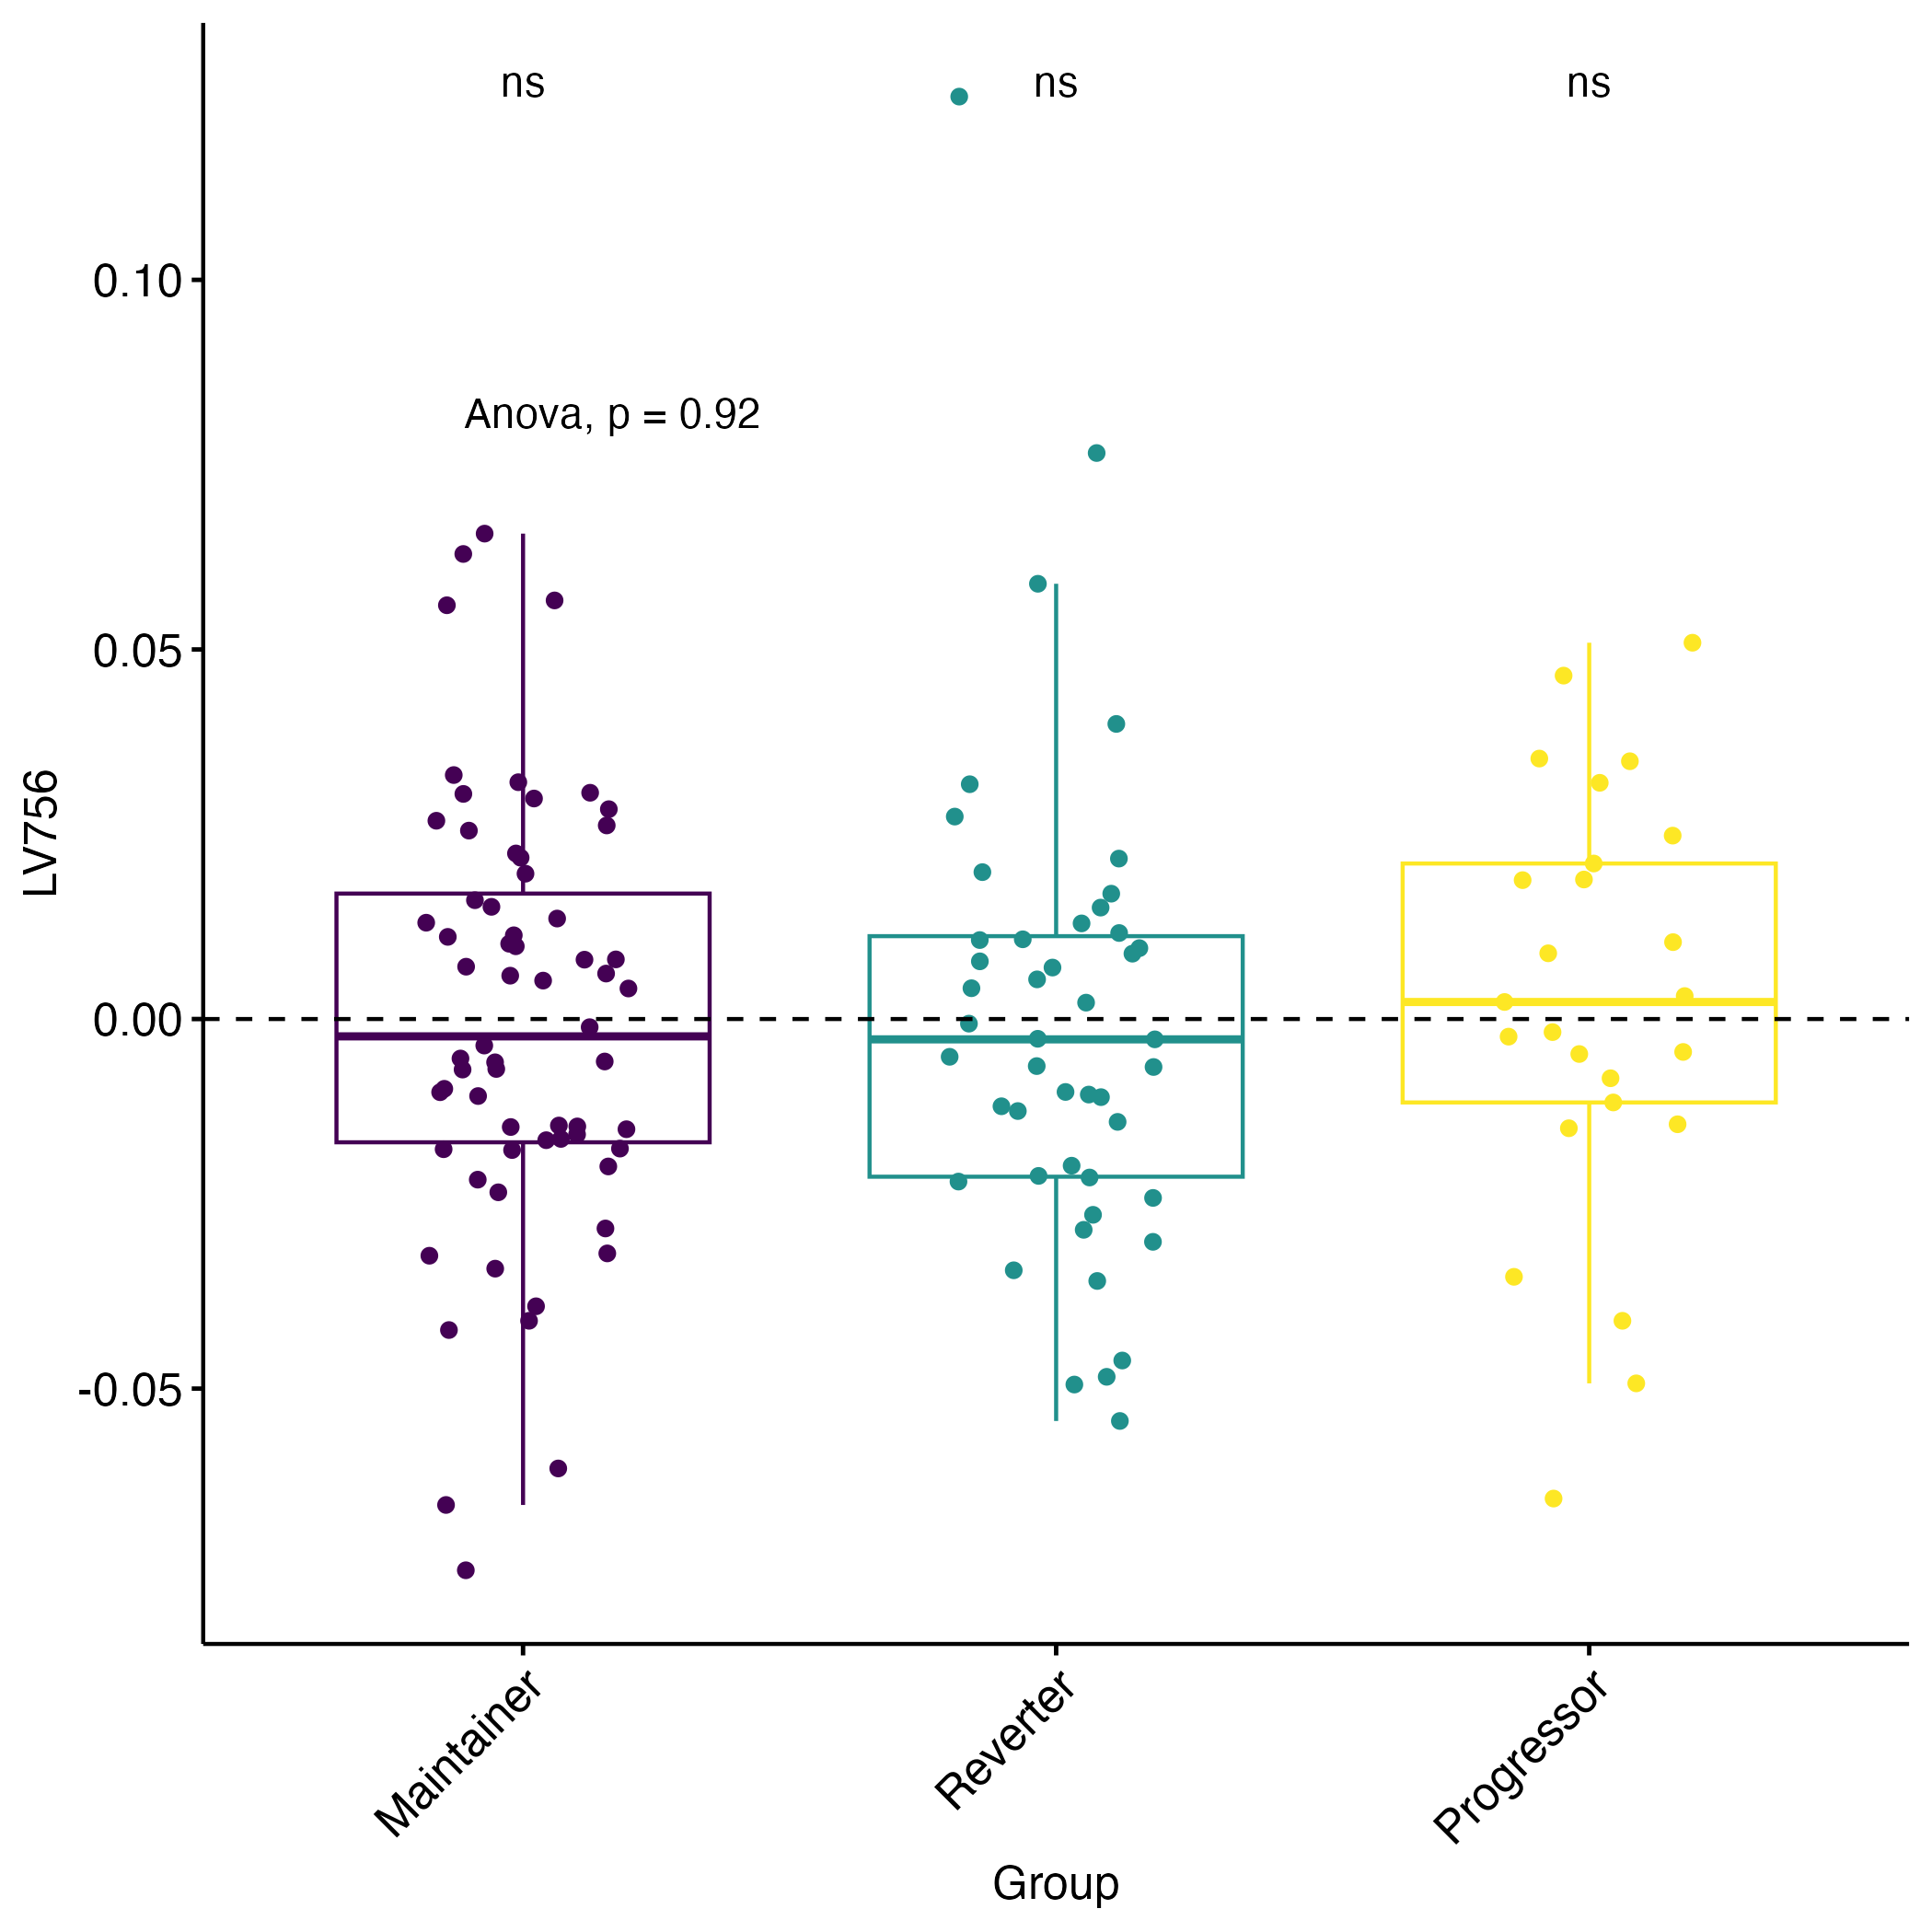 ns ns ns
0.10
Anova, p = 0.92
0.05
LV756
0.00
-0.05
Maintainer Reverter Progressor
Group